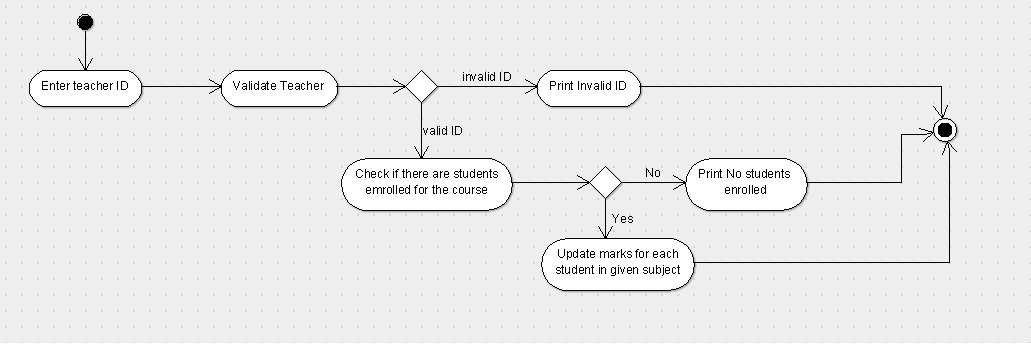 Enter teacher ID
Validate Teacher
invalid ID
Print Invalid ID
valid ID
Check if there are students
emrolled for the course
No
Print No students
enrolled
Yes
Update marks for each
student in given subject